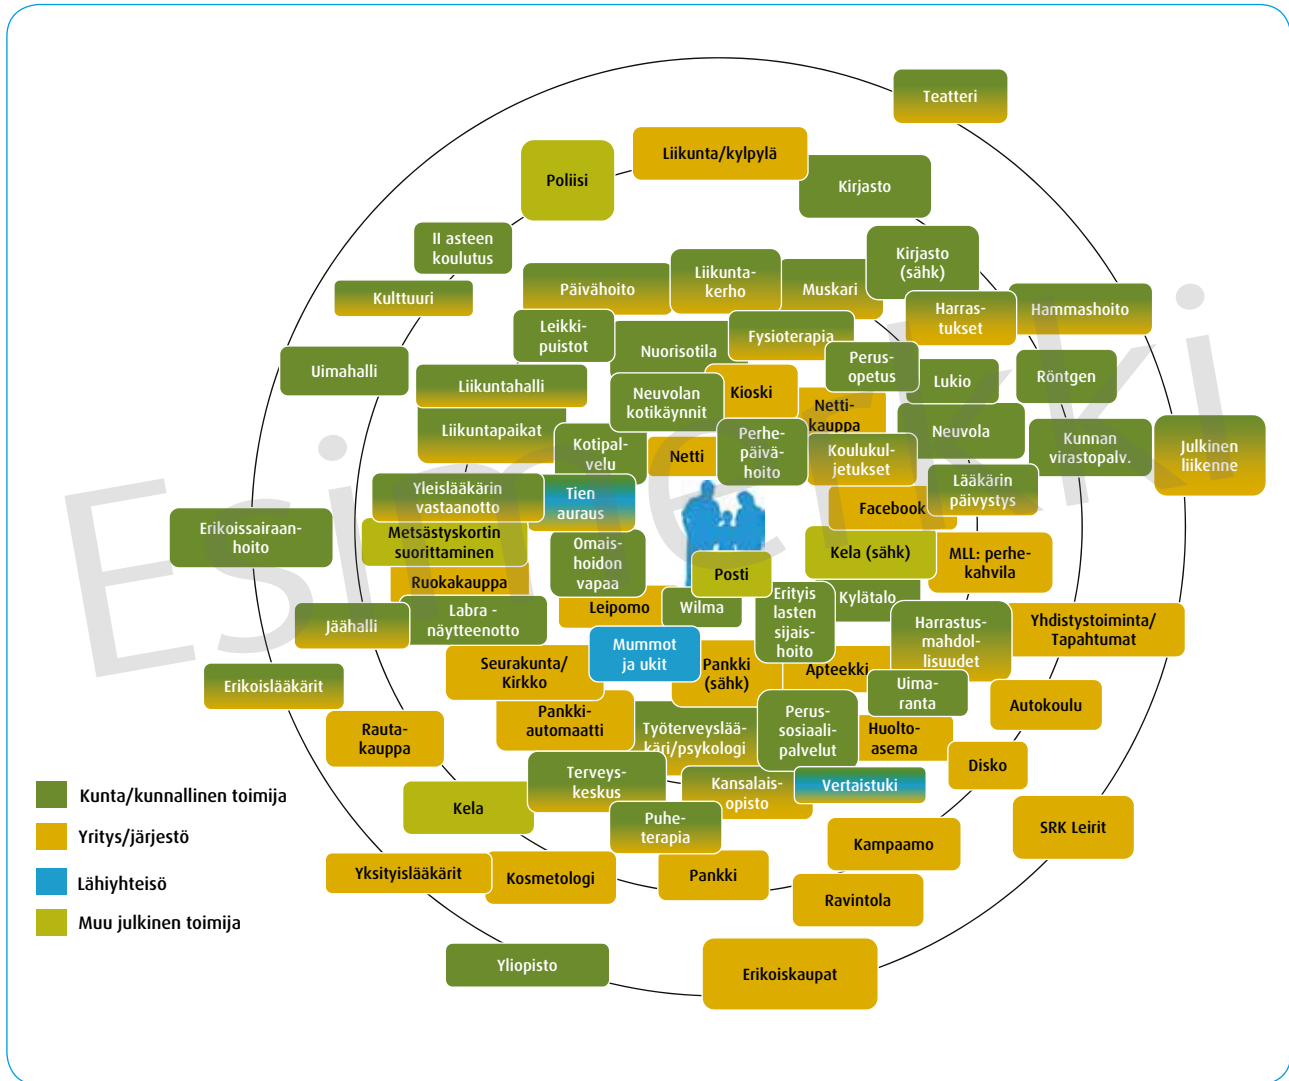 Teatteri
Liikunta/kylpylä
Poliisi
Kirjasto
II asteen
koulutus
Kirjasto
(sähk)
Kulttuuri
Päivähoito
Liikunta-
kerho
Muskari
Harras-
tukset
Hammashoito
Leikki-
puistot
Nuorisotila
Fysioterapia
Perus-
opetus
Uimahalli
Liikuntahalli
Neuvolan
kotikäynnit
Kioski
Netti-
kauppa
Lukio
Röntgen
Liikuntapaikat
Kotipal-
velu
Netti
Perhe-
päivä-
hoito
Koulukul-
jetukset
Neuvola
Kunnan
virastopalv.
Julkinen
liikenne
Yleislääkärin
vastaanotto
Tien
auraus
Facebook
Lääkärin
päivystys
Erikoissairaan-
hoito
Metsästyskortin
suorittaminen
Omais-
hoidon
vapaa
Posti
Kela (sähk)
MLL: perhe-
kahvila
Ruokakauppa
Leipomo
Wilma
Erityis
lasten
sijais-
hoito
Kylätalo
Jäähalli
Labra -
näytteenotto
Harrastus-
mahdol-
lisuudet
Yhdistystoiminta/
Tapahtumat
Mummot
ja ukit
Erikoislääkärit
Seurakunta/
Kirkko
Pankki
(sähk)
Apteekki
Uima-
ranta
Autokoulu
Rauta-
kauppa
Pankki-
automaatti
Työterveyslää-
käri/psykologi
Perus-
sosiaali-
palvelut
Huolto-
asema
Disko
Terveys-
keskus
Kansalais-
opisto
Vertaistuki
Kela
Puhe-
terapia
SRK Leirit
Kampaamo
Yksityislääkärit
Kosmetologi
Pankki
Ravintola
Yliopisto
Erikoiskaupat
Kunta/kunnallinen toimija
Yritys/järjestö
Lähiyhteisö
Muu julkinen toimija
Esimerkki